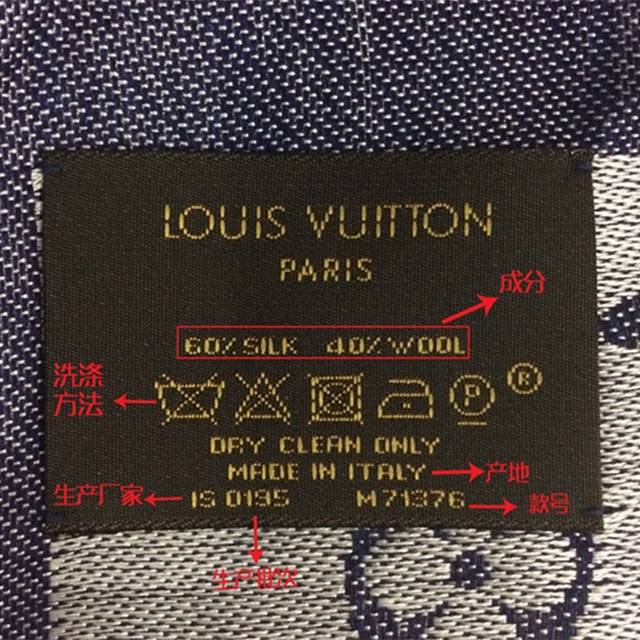 LOUIS VUITTON
PARIS
成分
60% SILK 40% WOOL
洗涤
方法
P
®
DRY CLEAN ONLY
MADE IN ITALY 产地
生产厂家 IS 0195 M71376 款号
生产批次